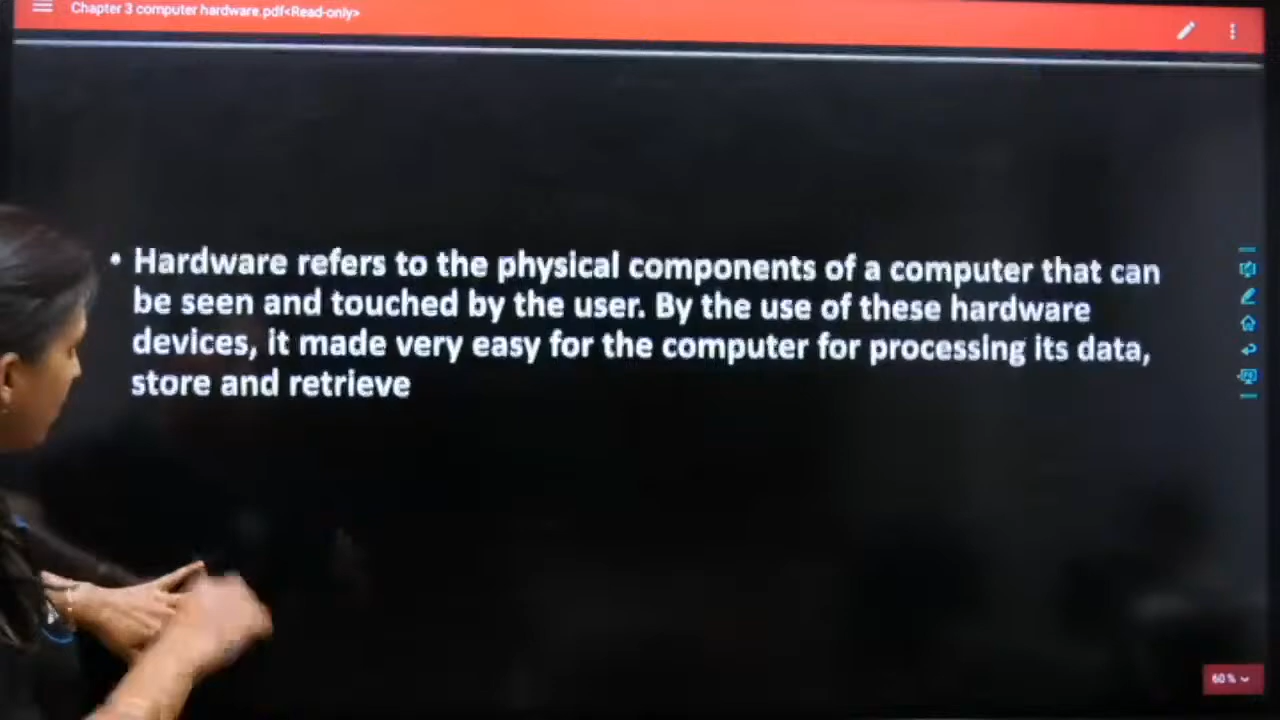 Chapter 3 computer hardware.pdf<Read-only>
• Hardware refers to the physical components of a computer that can
be seen and touched by the user. By the use of these hardware
devices, it made very easy for the computer for processing its data,
store and retrieve
60%